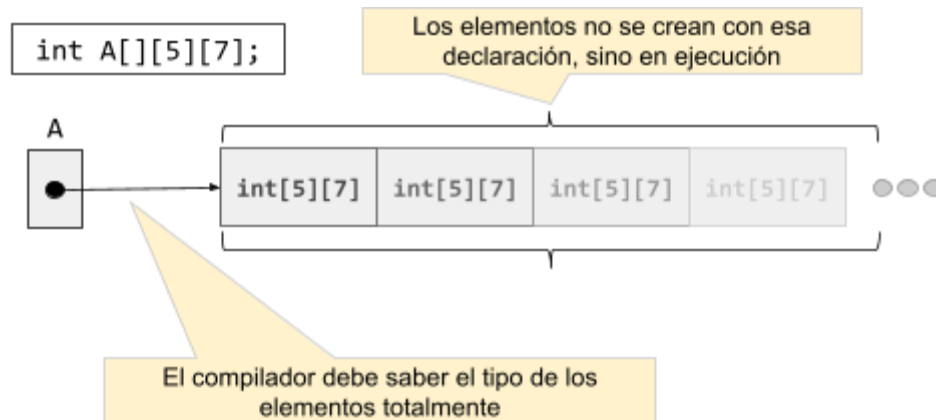 Los elementos no se crean con esa
declaración, sino en ejecución
int A[][5][7];
A
int[5][7] int[5][7] int[5][7] int[5][7]
El compilador debe saber el tipo de los
elementos totalmente